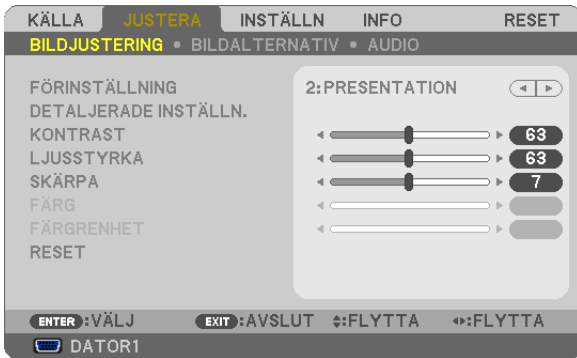 KÄLLA JUSTERA INSTÄLLN INFO RESET
BILDJUSTERING • BILDALTERNATIV • AUDIO
FÖRINSTÄLLNING 2:PRESENTATION
DETALJERADE INSTÄLLN.
KONTRAST 63
LJUSSTYRKA 63
SKÄRPA 7
FÄRG
FÄRGRENHET
RESET
ENTER :VÄLJ EXIT :AVSLUT :FLYTTA :FLYTTA
DATOR1